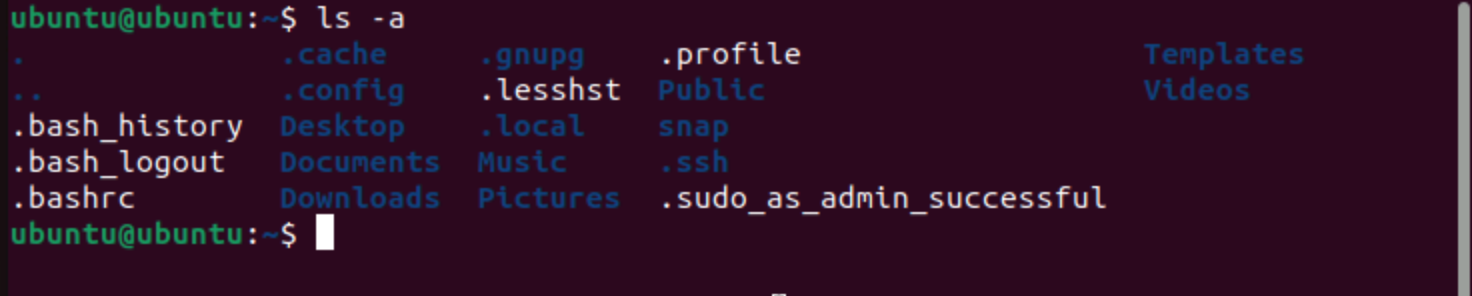 ubuntu@ubuntu:~$ ls -a
. .cache .gnupg .profile Templates
.. .config .lesshst Public Videos
.bash_history Desktop .local snap
.bash_logout Documents Music .ssh
.bashrc Downloads Pictures .sudo_as_admin_successful
ubuntu@ubuntu:~$